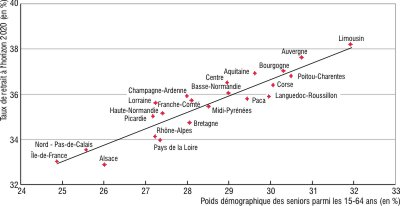 Taux de retrait à l'horizon 2020 (en %)
40
38
36
34
32
Limousin
Auvergne
Bourgogne
Aquitaine
Poitou-Charentes
Centre
Corse
Champagne-Ardenne
Basse-Normandie
Languedoc-Roussillon
Lorraine
Franche-Comté
Paca
Haute-Normandie
Midi-Pyrénées
Picardie
Bretagne
Rhône-Alpes
Nord - Pas-de-Calais
Pays de la Loire
Île-de-France
Alsace
24 25 26 27 28 29 30 31 32 33
Poids démographique des seniors parmi les 15-64 ans (en %)